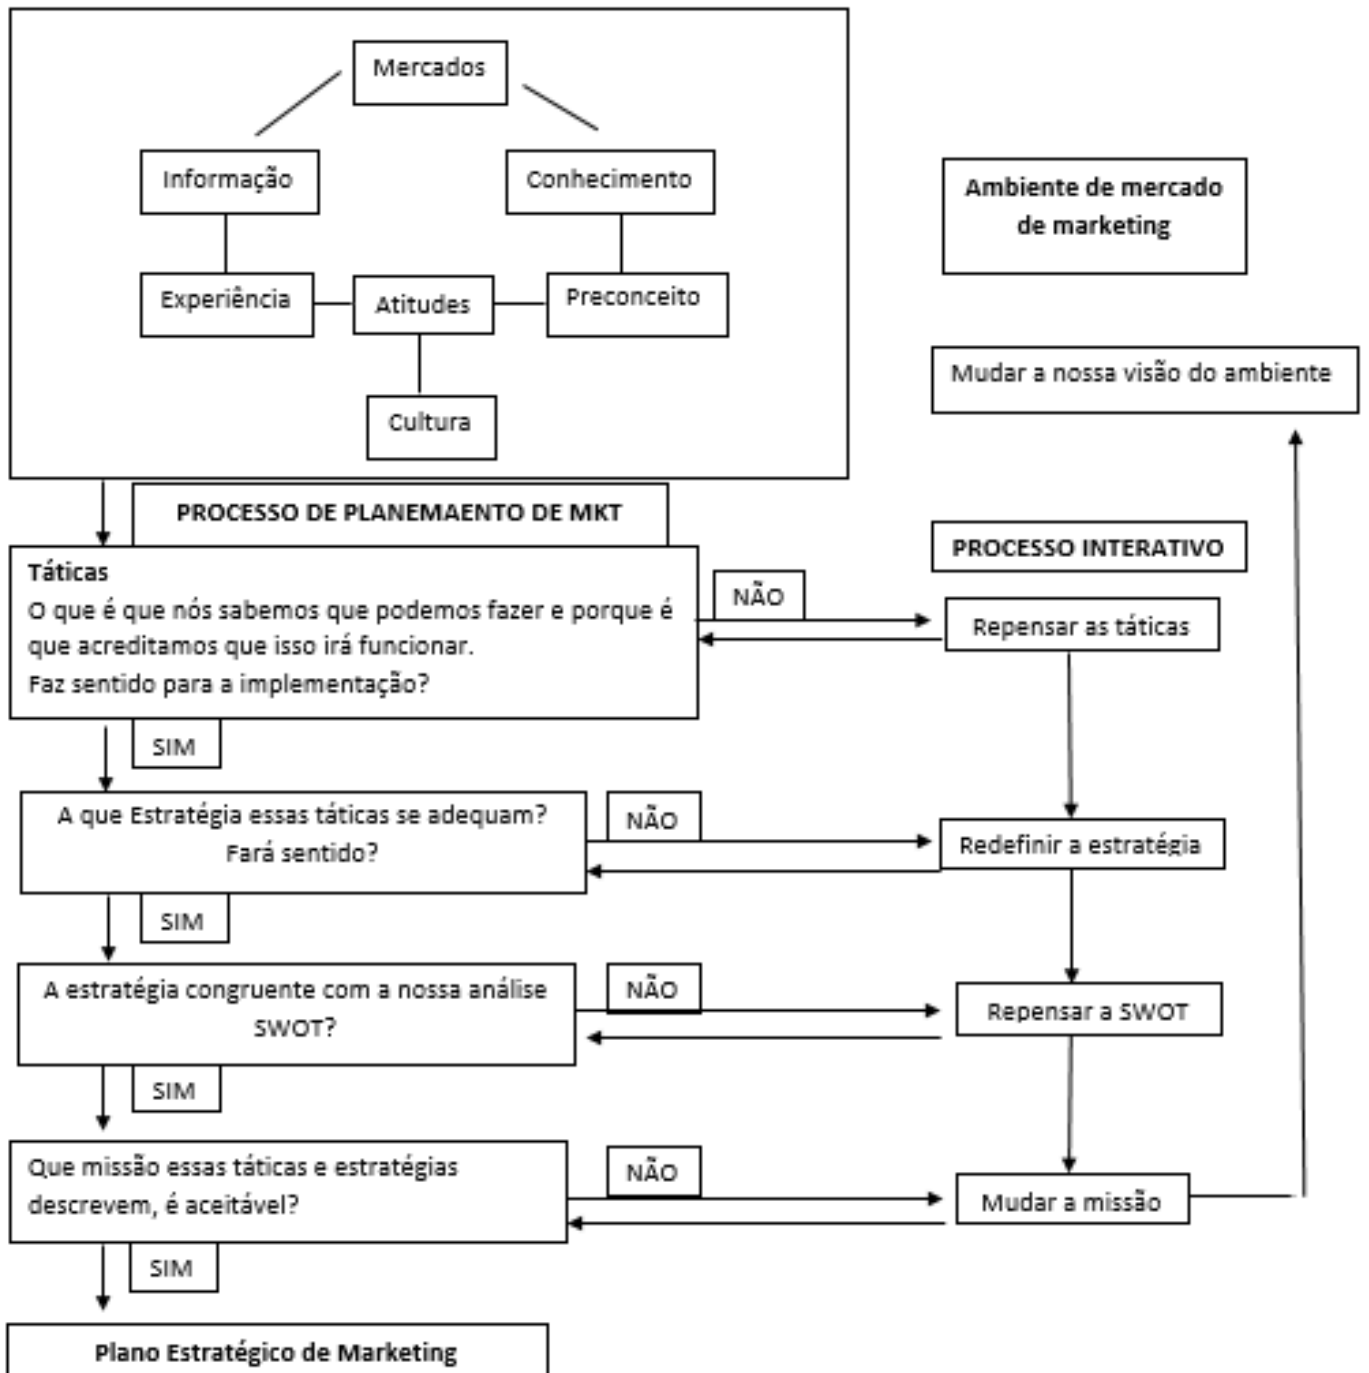 Mercados
Informação
Conhecimento
Experiência
Atitudes
Preconceito
Cultura
Ambiente de mercado
de marketing
Mudar a nossa visão do ambiente
PROCESSO DE PLANEMAENTO DE MKT
PROCESSO INTERATIVO
Táticas
O que é que nós sabemos que podemos fazer e porque é
que acreditamos que isso irá funcionar.
Faz sentido para a implementação?
NÃO
Repensar as táticas
SIM
A que Estratégia essas táticas se adequam?
Fará sentido?
NÃO
Redefinir a estratégia
SIM
A estratégia congruente com a nossa análise
SWOT?
NÃO
Repensar a SWOT
SIM
Que missão essas táticas e estratégias
descrevem, é aceitável?
NÃO
Mudar a missão
SIM
Plano Estratégico de Marketing